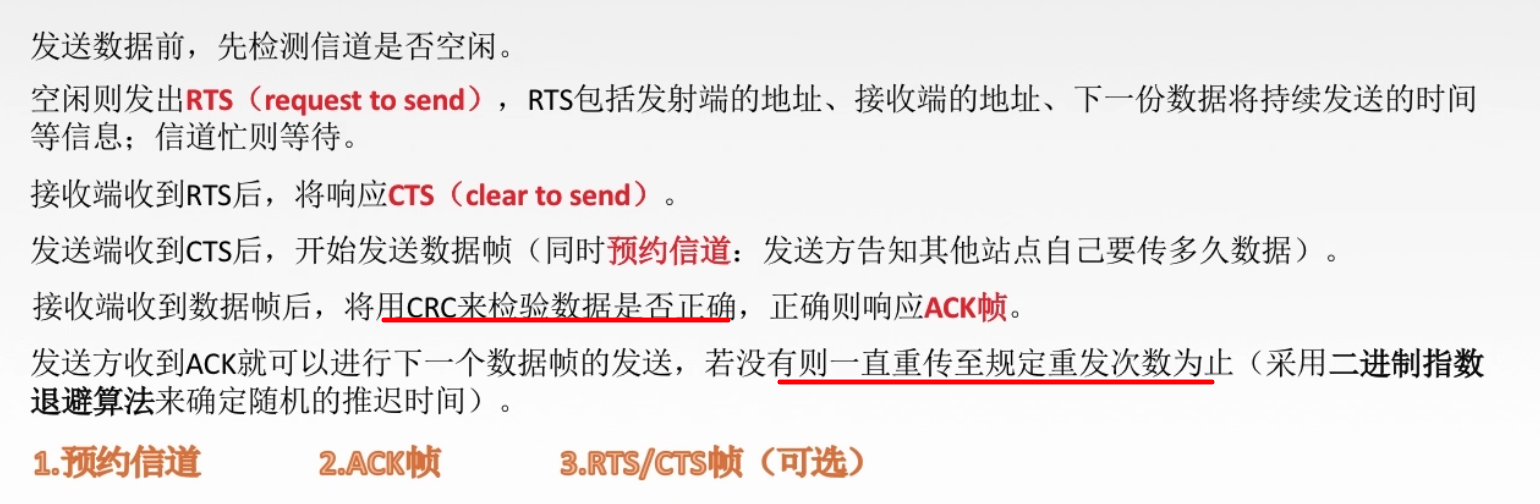 发送数据前，先检测信道是否空闲。
空闲则发出RTS（request to send），RTS包括发射端的地址、接收端的地址、下一份数据将持续发送的时间
等信息；信道忙则等待。
接收端收到RTS后，将响应CTS（clear to send）。
发送端收到CTS后，开始发送数据帧（同时预约信道：发送方告知其他站点自己要传多久数据）。
接收端收到数据帧后，将用CRC来检验数据是否正确，正确则响应ACK帧。
发送方收到ACK就可以进行下一个数据帧的发送，若没有则一直重传至规定重发次数为止（采用二进制指数
退避算法来确定随机的推迟时间）。
1.预约信道 2.ACK帧 3.RTS/CTS帧（可选）